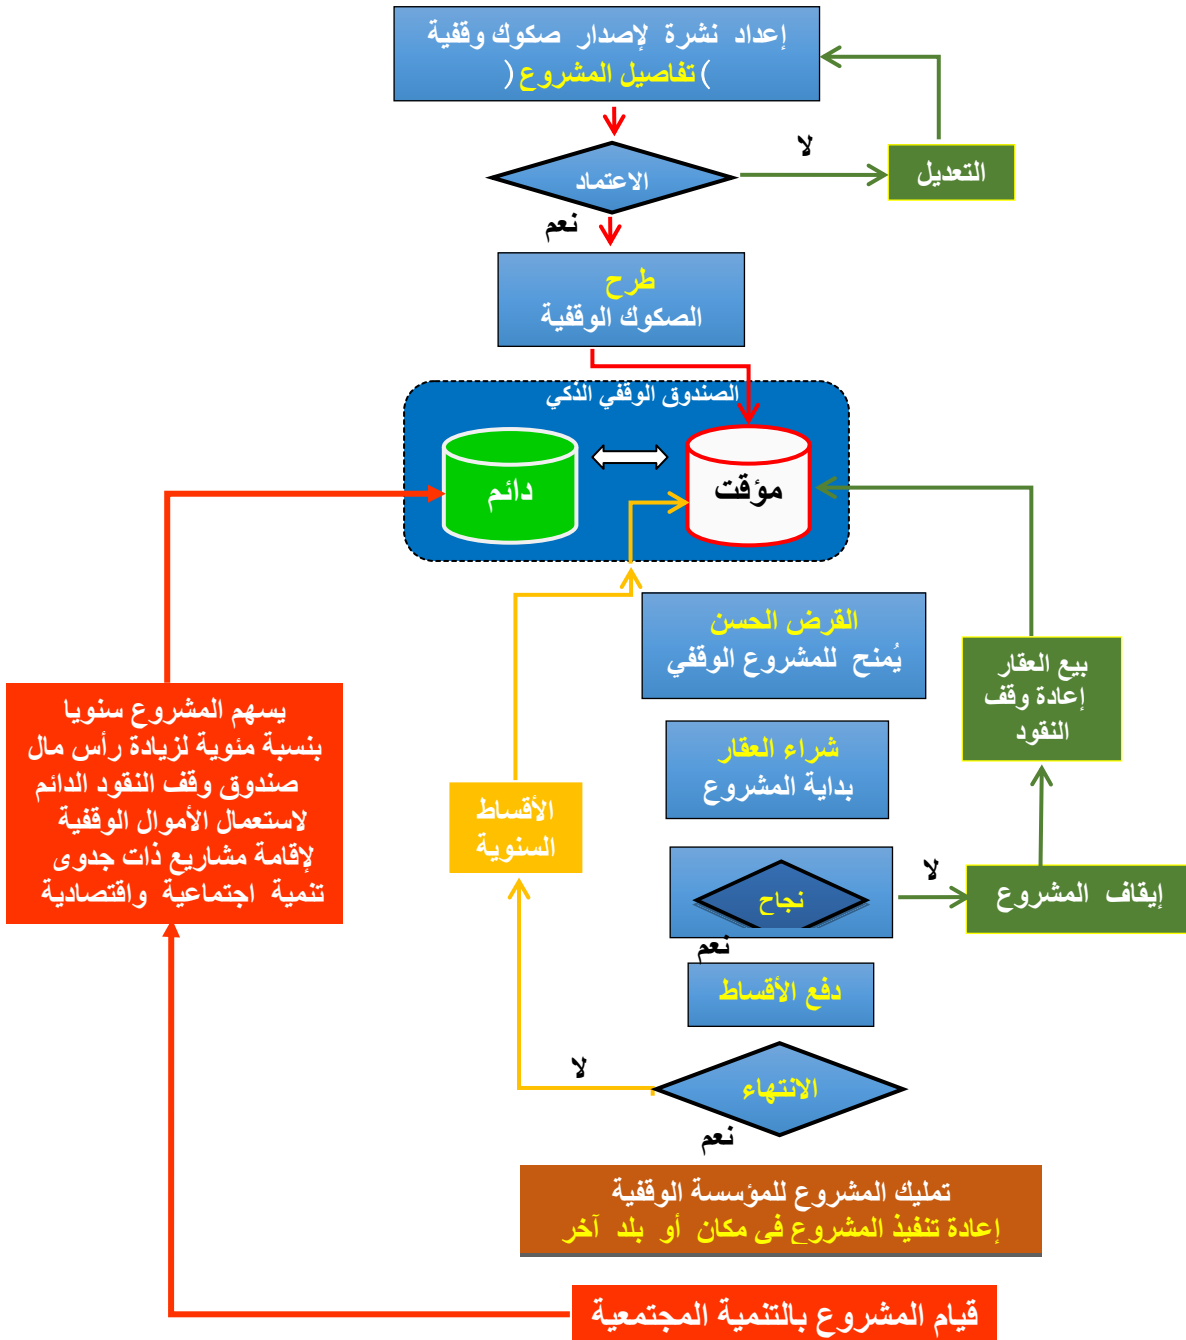 إعداد نشرة لإصدار صكوك وقفية
)تفاصيل المشروع(
الاعتماد
لا
التعديل
نعم
طرح
الصكوك الوقفية
الصندوق الوقفي الذكي
دائم
مؤقت
القرض الحسن
يُمنح للمشروع الوقفي
شراء العقار
بداية المشروع
بيع العقار
إعادة وقف
النقود
يسهم المشروع سنويا
بنسبة مئوية لزيادة رأس مال
صندوق وقف النقود الدائم
لاستعمال الأموال الوقفية
لإقامة مشاريع ذات جدوى
تنمية اجتماعية واقتصادية
الأقساط
السنوية
نجاح
لا
إيقاف المشروع
نعم
دفع الأقساط
الانتهاء
لا
نعم
تمليك المشروع للمؤسسة الوقفية
إعادة تنفيذ المشروع في مكان أو بلد آخر
قيام المشروع بالتنمية المجتمعية